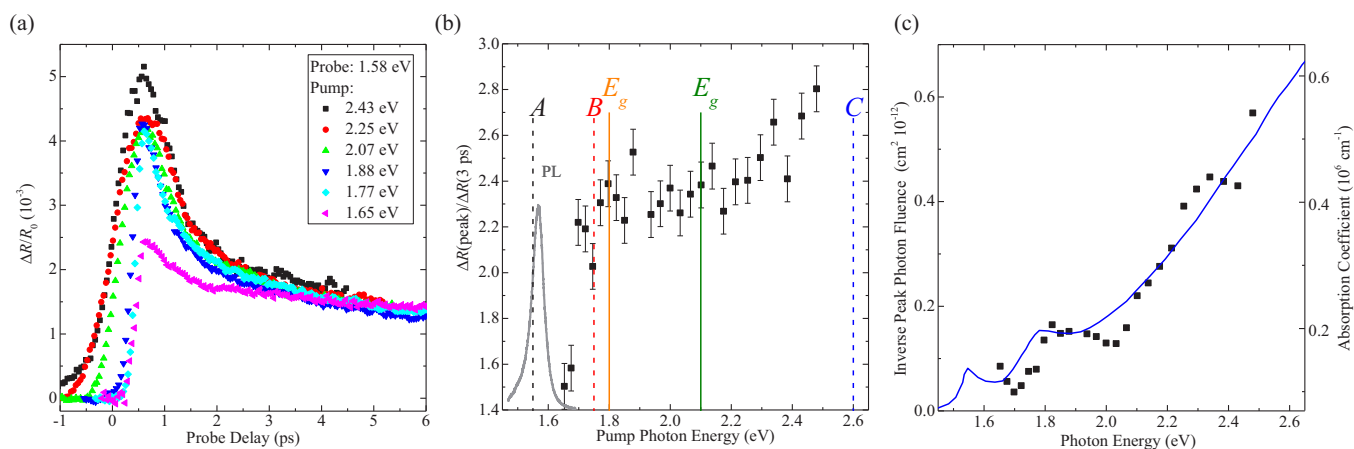 (a)
5
4
3
2
1
0
ΔR/R0 (10-3)
-1 0 1 2 3 4 5 6
Probe Delay (ps)
Probe: 1.58 eV
Pump:
2.43 eV
2.25 eV
2.07 eV
1.88 eV
1.77 eV
1.65 eV
(b)
3.0
2.8
2.6
2.4
2.2
2.0
1.8
1.6
1.4
ΔR(peak)/ΔR(3 ps)
A B Eg Eg C
PL
1.6 1.8 2.0 2.2 2.4 2.6
Pump Photon Energy (eV)
(c)
0.6
0.4
0.2
0.0
Inverse Peak Photon Fluence (cm2·10-12)
1.6 1.8 2.0 2.2 2.4 2.6
Photon Energy (eV)
0.6
0.4
0.2
Absorption Coefficient (106 cm-1)